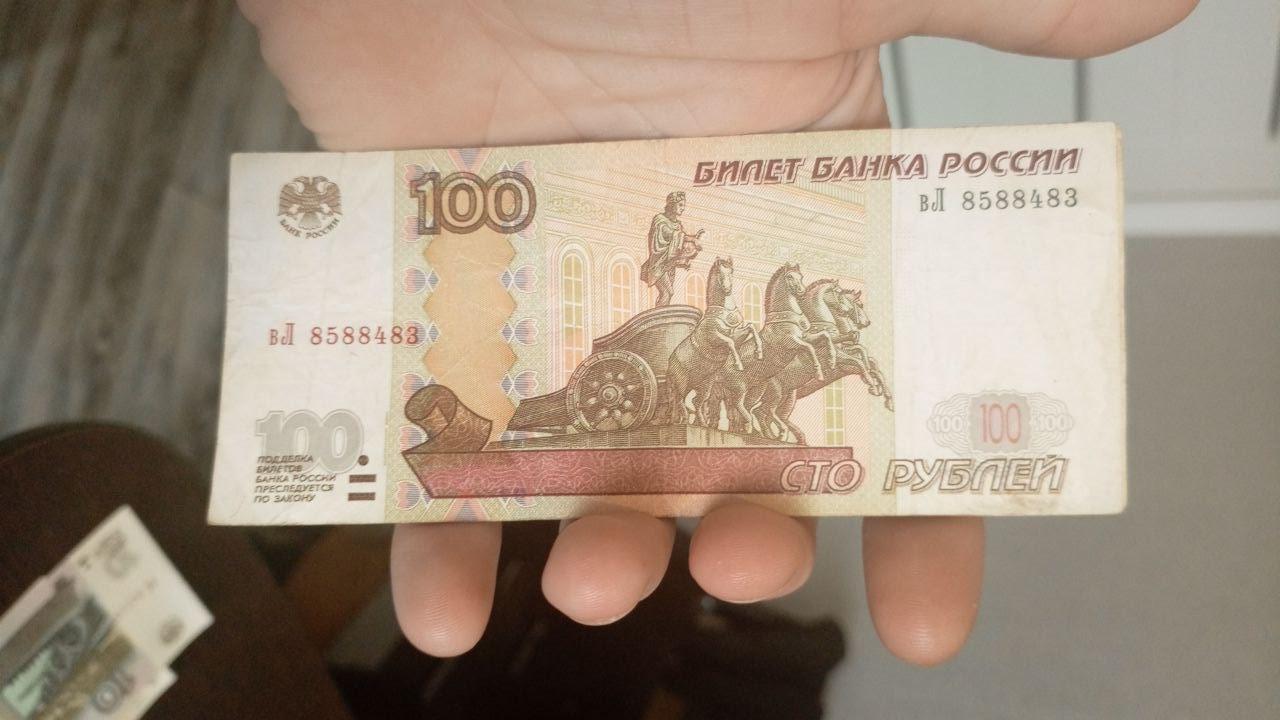 БИЛЕТ БАНКА РОССИИ
вЛ 8588483
100
БАНК РОССИИ
вЛ 8588483
100
ПОДДЕЛКА
БИЛЕТОВ
БАНКА РОССИИ
ПРЕСЛЕДУЕТСЯ
ПО ЗАКОНУ
100 100 100
СТО РУБЛЕЙ
10